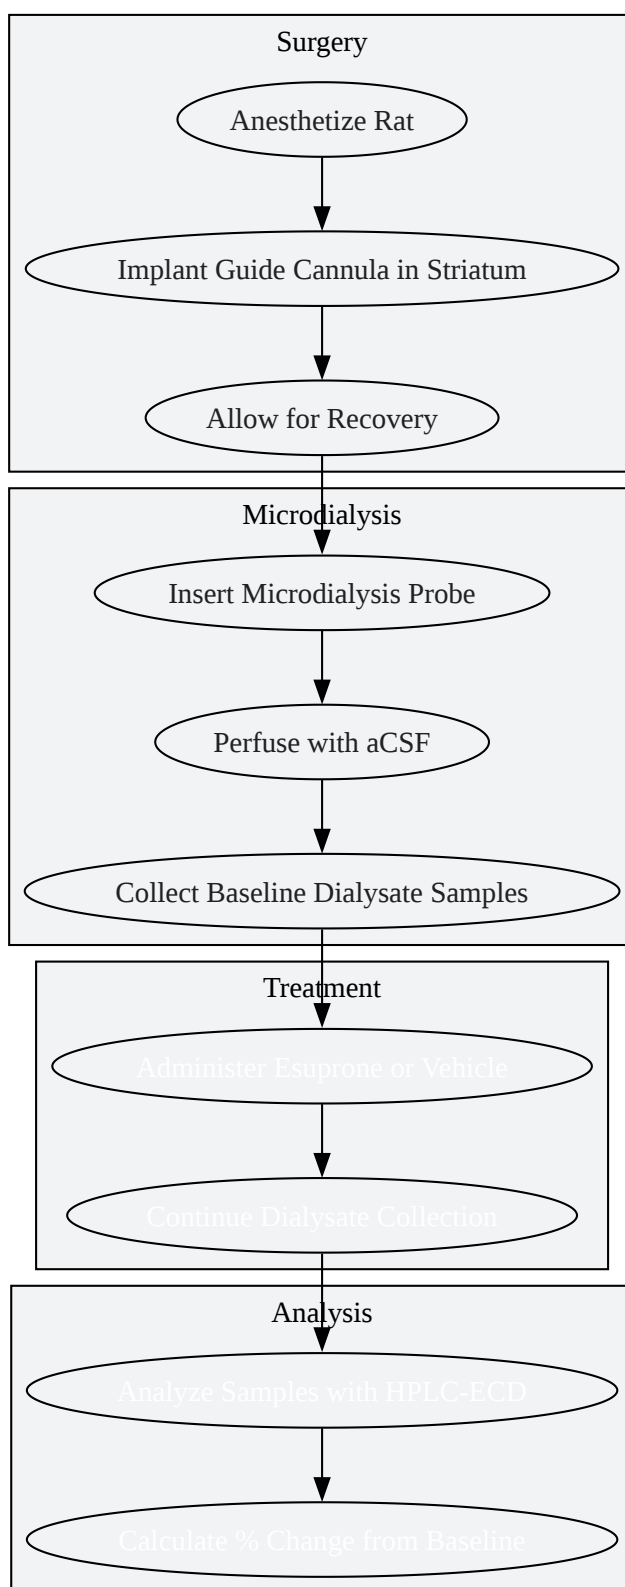 Surgery
Anesthetize Rat
Implant Guide Cannula in Striatum
Allow for Recovery
Microdialysis
Insert Microdialysis Probe
Perfuse with aCSF
Collect Baseline Dialysate Samples
Treatment
Administer Esuprone or Vehicle
Continue Dialysate Collection
Analysis
Analyze Samples with HPLC-ECD
Calculate % Change from Baseline